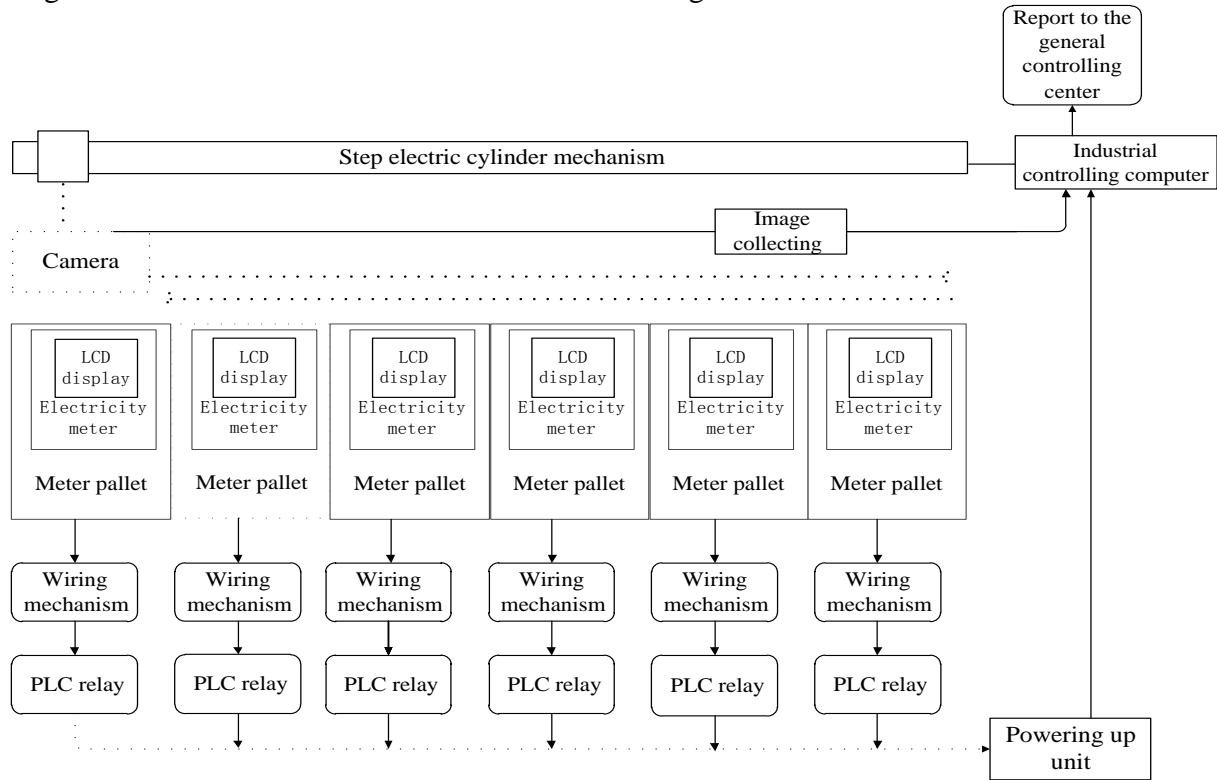 Report to the
general
controlling
center
Step electric cylinder mechanism
Industrial
controlling computer
Image
collecting
Camera
LCD
display
Electricity
meter
Meter pallet
LCD
display
Electricity
meter
Meter pallet
LCD
display
Electricity
meter
Meter pallet
LCD
display
Electricity
meter
Meter pallet
LCD
display
Electricity
meter
Meter pallet
LCD
display
Electricity
meter
Meter pallet
Wiring
mechanism
Wiring
mechanism
Wiring
mechanism
Wiring
mechanism
Wiring
mechanism
Wiring
mechanism
PLC relay
PLC relay
PLC relay
PLC relay
PLC relay
PLC relay
Powering up
unit